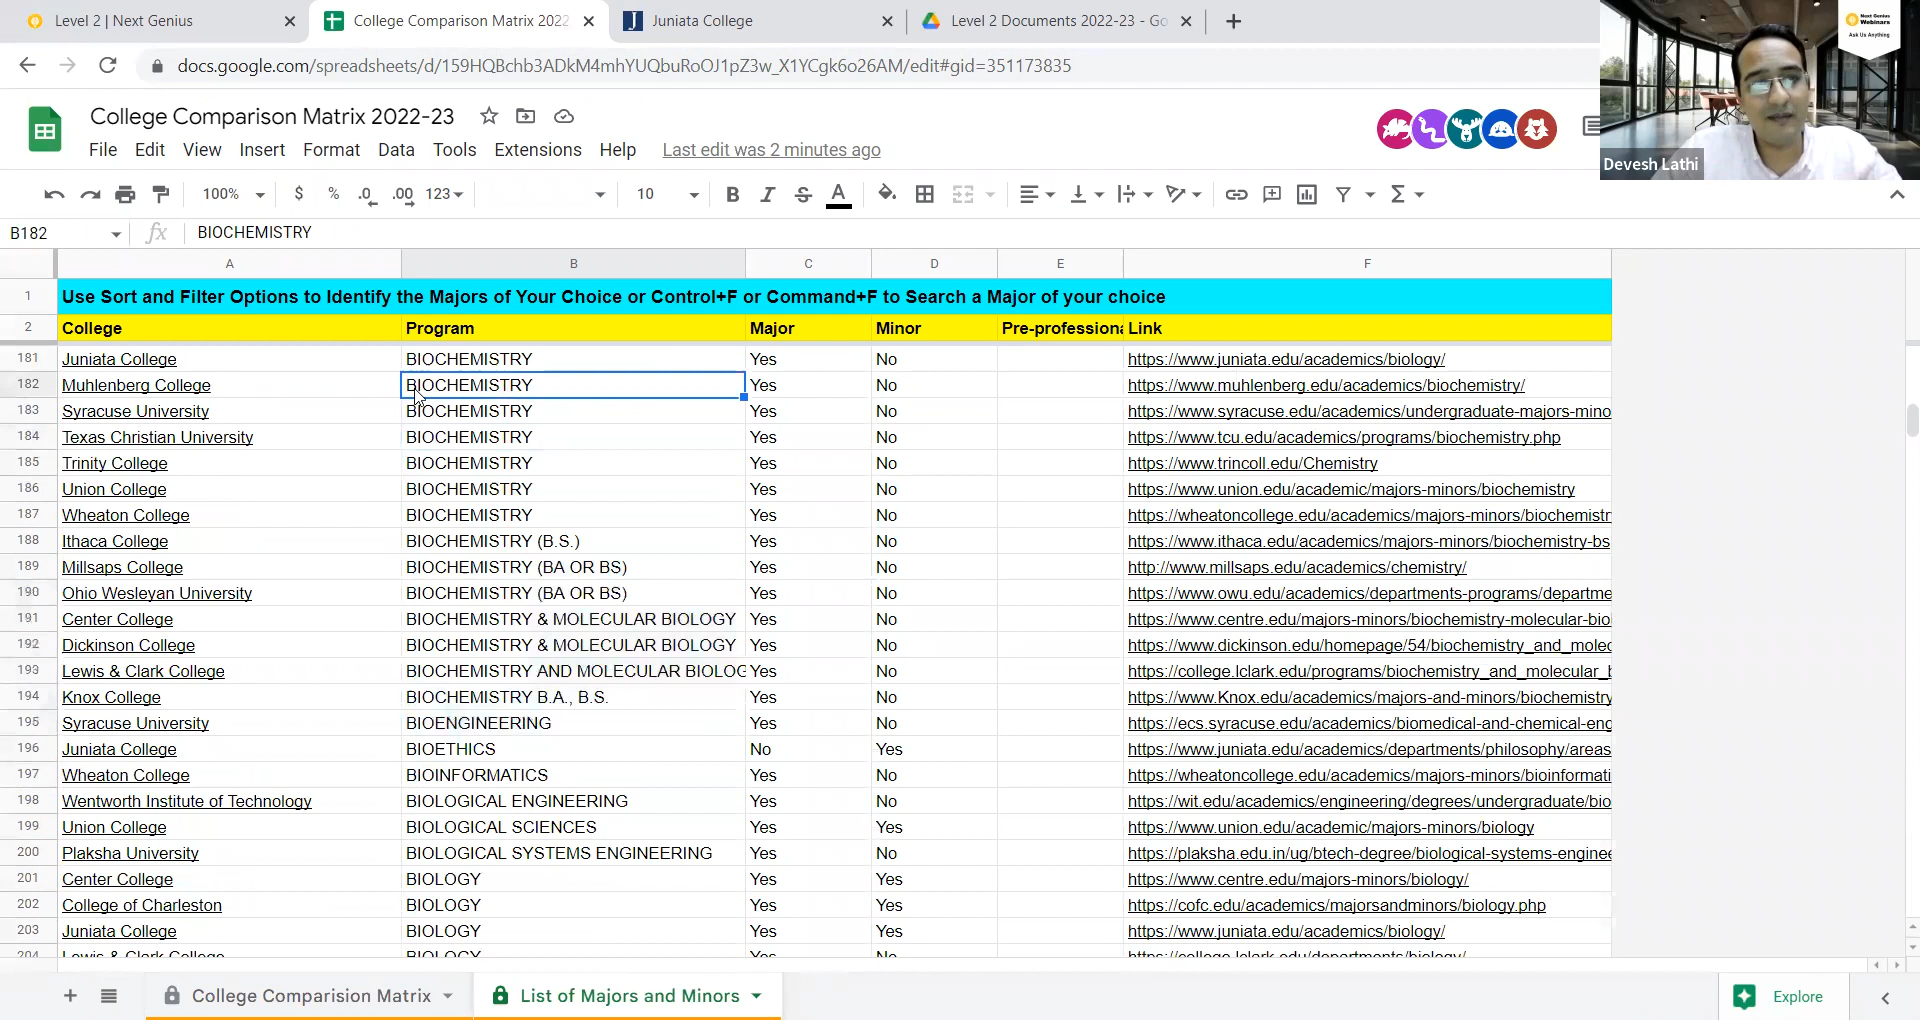 Level 2 | Next Genius
College Comparison Matrix 2022
Juniata College
Level 2 Documents 2022-23 - Go
docs.google.com/spreadsheets/d/159HQBchb3ADkM4mhYUQbuRoOJ1pZ3w_X1YCgk6o26AM/edit#gid=351173835
Next Genius
Webinars
Ask Us Anything
Devesh Lathi
College Comparison Matrix 2022-23
File Edit View Insert Format Data Tools Extensions Help Last edit was 2 minutes ago
100% $ % .0 .00 123 10 B I S A
B182 fx BIOCHEMISTRY
A B C D E F
1 Use Sort and Filter Options to Identify the Majors of Your Choice or Control+F or Command+F to Search a Major of your choice
2 College Program Major Minor Pre-professiona Link
181 Juniata College BIOCHEMISTRY Yes No https://www.juniata.edu/academics/biology/
182 Muhlenberg College BIOCHEMISTRY Yes No https://www.muhlenberg.edu/academics/biochemistry/
183 Syracuse University BIOCHEMISTRY Yes No https://www.syracuse.edu/academics/undergraduate-majors-mino
184 Texas Christian University BIOCHEMISTRY Yes No https://www.tcu.edu/academics/programs/biochemistry.php
185 Trinity College BIOCHEMISTRY Yes No https://www.trincoll.edu/Chemistry
186 Union College BIOCHEMISTRY Yes No https://www.union.edu/academic/majors-minors/biochemistry
187 Wheaton College BIOCHEMISTRY Yes No https://wheatoncollege.edu/academics/majors-minors/biochemistr
188 Ithaca College BIOCHEMISTRY (B.S.) Yes No https://www.ithaca.edu/academics/majors-minors/biochemistry-bs
189 Millsaps College BIOCHEMISTRY (BA OR BS) Yes No http://www.millsaps.edu/academics/chemistry/
190 Ohio Wesleyan University BIOCHEMISTRY (BA OR BS) Yes No https://www.owu.edu/academics/departments-programs/departme
191 Center College BIOCHEMISTRY & MOLECULAR BIOLOGY Yes No https://www.centre.edu/majors-minors/biochemistry-molecular-bio
192 Dickinson College BIOCHEMISTRY & MOLECULAR BIOLOGY Yes No https://www.dickinson.edu/homepage/54/biochemistry_and_molec
193 Lewis & Clark College BIOCHEMISTRY AND MOLECULAR BIOLOG Yes No https://college.lclark.edu/programs/biochemistry_and_molecular_b
194 Knox College BIOCHEMISTRY B.A., B.S. Yes No https://www.Knox.edu/academics/majors-and-minors/biochemistry
195 Syracuse University BIOENGINEERING Yes No https://ecs.syracuse.edu/academics/biomedical-and-chemical-eng
196 Juniata College BIOETHICS No Yes https://www.juniata.edu/academics/departments/philosophy/areas
197 Wheaton College BIOINFORMATICS Yes No https://wheatoncollege.edu/academics/majors-minors/bioinformati
198 Wentworth Institute of Technology BIOLOGICAL ENGINEERING Yes No https://wit.edu/academics/engineering/degrees/undergraduate/bio
199 Union College BIOLOGICAL SCIENCES Yes Yes https://www.union.edu/academic/majors-minors/biology
200 Plaksha University BIOLOGICAL SYSTEMS ENGINEERING Yes No https://plaksha.edu.in/ug/btech-degree/biological-systems-enginee
201 Center College BIOLOGY Yes Yes https://www.centre.edu/majors-minors/biology/
202 College of Charleston BIOLOGY Yes Yes https://cofc.edu/academics/majorsandminors/biology.php
203 Juniata College BIOLOGY Yes Yes https://www.juniata.edu/academics/biology/
204 Lewis & Clark College BIOLOGY Yes No https://college.lclark.edu/departments/biology/
College Comparision Matrix List of Majors and Minors Explore